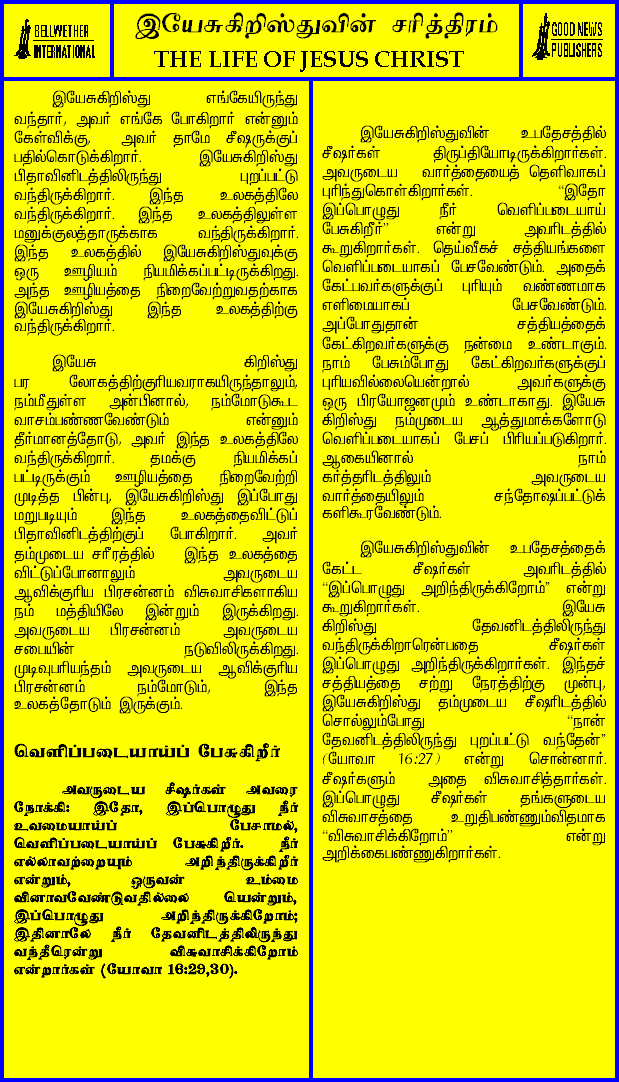 BELLWETHER
INTERNATIONAL
இயேசுகிறிஸ்துவின் சரித்திரம்
THE LIFE OF JESUS CHRIST
GOOD NEWS
PUBLISHERS
இயேசுகிறிஸ்து எங்கேயிருந்து
வந்தார், அவர் எங்கே போகிறார் என்னும்
கேள்விக்கு, அவர் தாமே சீஷருக்குப்
பதில்கொடுக்கிறார். இயேசுகிறிஸ்து
பிதாவினிடத்திலிருந்து புறப்பட்டு
வந்திருக்கிறார். இந்த உலகத்திலே
வந்திருக்கிறார். இந்த உலகத்திலுள்ள
மனுக்குலத்தாருக்காக வந்திருக்கிறார்.
இந்த உலகத்தில் இயேசுகிறிஸ்துவுக்கு
ஒரு ஊழியம் நியமிக்கப்பட்டிருக்கிறது.
அந்த ஊழியத்தை நிறைவேற்றுவதற்காக
இயேசுகிறிஸ்து இந்த உலகத்திற்கு
வந்திருக்கிறார்.
இயேசு கிறிஸ்து
பர லோகத்திற்குரியவராகயிருந்தாலும்,
நம்மீதுள்ள அன்பினால், நம்மோடுகூட
வாசம்பண்ணவேண்டும் என்னும்
தீர்மானத்தோடு, அவர் இந்த உலகத்திலே
வந்திருக்கிறார். தமக்கு நியமிக்கப்
பட்டிருக்கும் ஊழியத்தை நிறைவேற்றி
முடித்த பின்பு, இயேசுகிறிஸ்து இப்போது
மறுபடியும் இந்த உலகத்தைவிட்டுப்
பிதாவினிடத்திற்குப் போகிறார். அவர்
தம்முடைய சரீரத்தில் இந்த உலகத்தை
விட்டுப்போனாலும் அவருடைய
ஆவிக்குரிய பிரசன்னம் விசுவாசிகளாகிய
நம் மத்தியிலே இன்றும் இருக்கிறது.
அவருடைய பிரசன்னம் அவருடைய
சபையின் நடுவிலிருக்கிறது.
முடிவுபரியந்தம் அவருடைய ஆவிக்குரிய
பிரசன்னம் நம்மோடும், இந்த
உலகத்தோடும் இருக்கும்.
வெளிப்படையாய்ப் பேசுகிறீர்
அவருடைய சீஷர்கள் அவரை
நோக்கி: இதோ, இப்பொழுது நீர்
உவமையாய்ப் பேசாமல்,
வெளிப்படையாய்ப் பேசுகிறீர். நீர்
எல்லாவற்றையும் அறிந்திருக்கிறீர்
என்றும், ஒருவன் உம்மை
வினாவவேண்டுவதில்லை யென்றும்,
இப்பொழுது அறிந்திருக்கிறோம்;
இதினாலே நீர் தேவனிடத்திலிருந்து
வந்தீரென்று விசுவாசிக்கிறோம்
என்றார்கள் (யோவா 16:29,30).
இயேசுகிறிஸ்துவின் உபதேசத்தில்
சீஷர்கள் திருப்தியோடிருக்கிறார்கள்.
அவருடைய வார்த்தையைத் தெளிவாகப்
புரிந்துகொள்கிறார்கள். “இதோ
இப்பொழுது நீர் வெளிப்படையாய்
பேசுகிறீர்” என்று அவரிடத்தில்
கூறுகிறார்கள். தெய்வீகச் சத்தியங்களை
வெளிப்படையாகப் பேசவேண்டும். அதைக்
கேட்பவர்களுக்குப் புரியும் வண்ணமாக
எளிமையாகப் பேசவேண்டும்.
அப்போதுதான் சத்தியத்தைக்
கேட்கிறவர்களுக்கு நன்மை உண்டாகும்.
நாம் பேசும்போது கேட்கிறவர்களுக்குப்
புரியவில்லையென்றால் அவர்களுக்கு
ஒரு பிரயோஜனமும் உண்டாகாது. இயேசு
கிறிஸ்து நம்முடைய ஆத்துமாக்களோடு
வெளிப்படையாகப் பேசப் பிரியப்படுகிறார்.
ஆகையினால் நாம்
கர்த்தரிடத்திலும் அவருடைய
வார்த்தையிலும் சந்தோஷப்பட்டுக்
களிகூரவேண்டும்.
இயேசுகிறிஸ்துவின் உபதேசத்தைக்
கேட்ட சீஷர்கள் அவரிடத்தில்
“இப்பொழுது அறிந்திருக்கிறோம்” என்று
கூறுகிறார்கள். இயேசு
கிறிஸ்து தேவனிடத்திலிருந்து
வந்திருக்கிறாரென்பதை சீஷர்கள்
இப்பொழுது அறிந்திருக்கிறார்கள். இந்தச்
சத்தியத்தை சற்று நேரத்திற்கு முன்பு,
இயேசுகிறிஸ்து தம்முடைய சீஷரிடத்தில்
சொல்லும்போது “நான்
தேவனிடத்திலிருந்து புறப்பட்டு வந்தேன்”
(யோவா 16:27) என்று சொன்னார்.
சீஷர்களும் அதை விசுவாசித்தார்கள்.
இப்பொழுது சீஷர்கள் தங்களுடைய
விசுவாசத்தை உறுதிபண்ணும்விதமாக
“விசுவாசிக்கிறோம்” என்று
அறிக்கைபண்ணுகிறார்கள்.